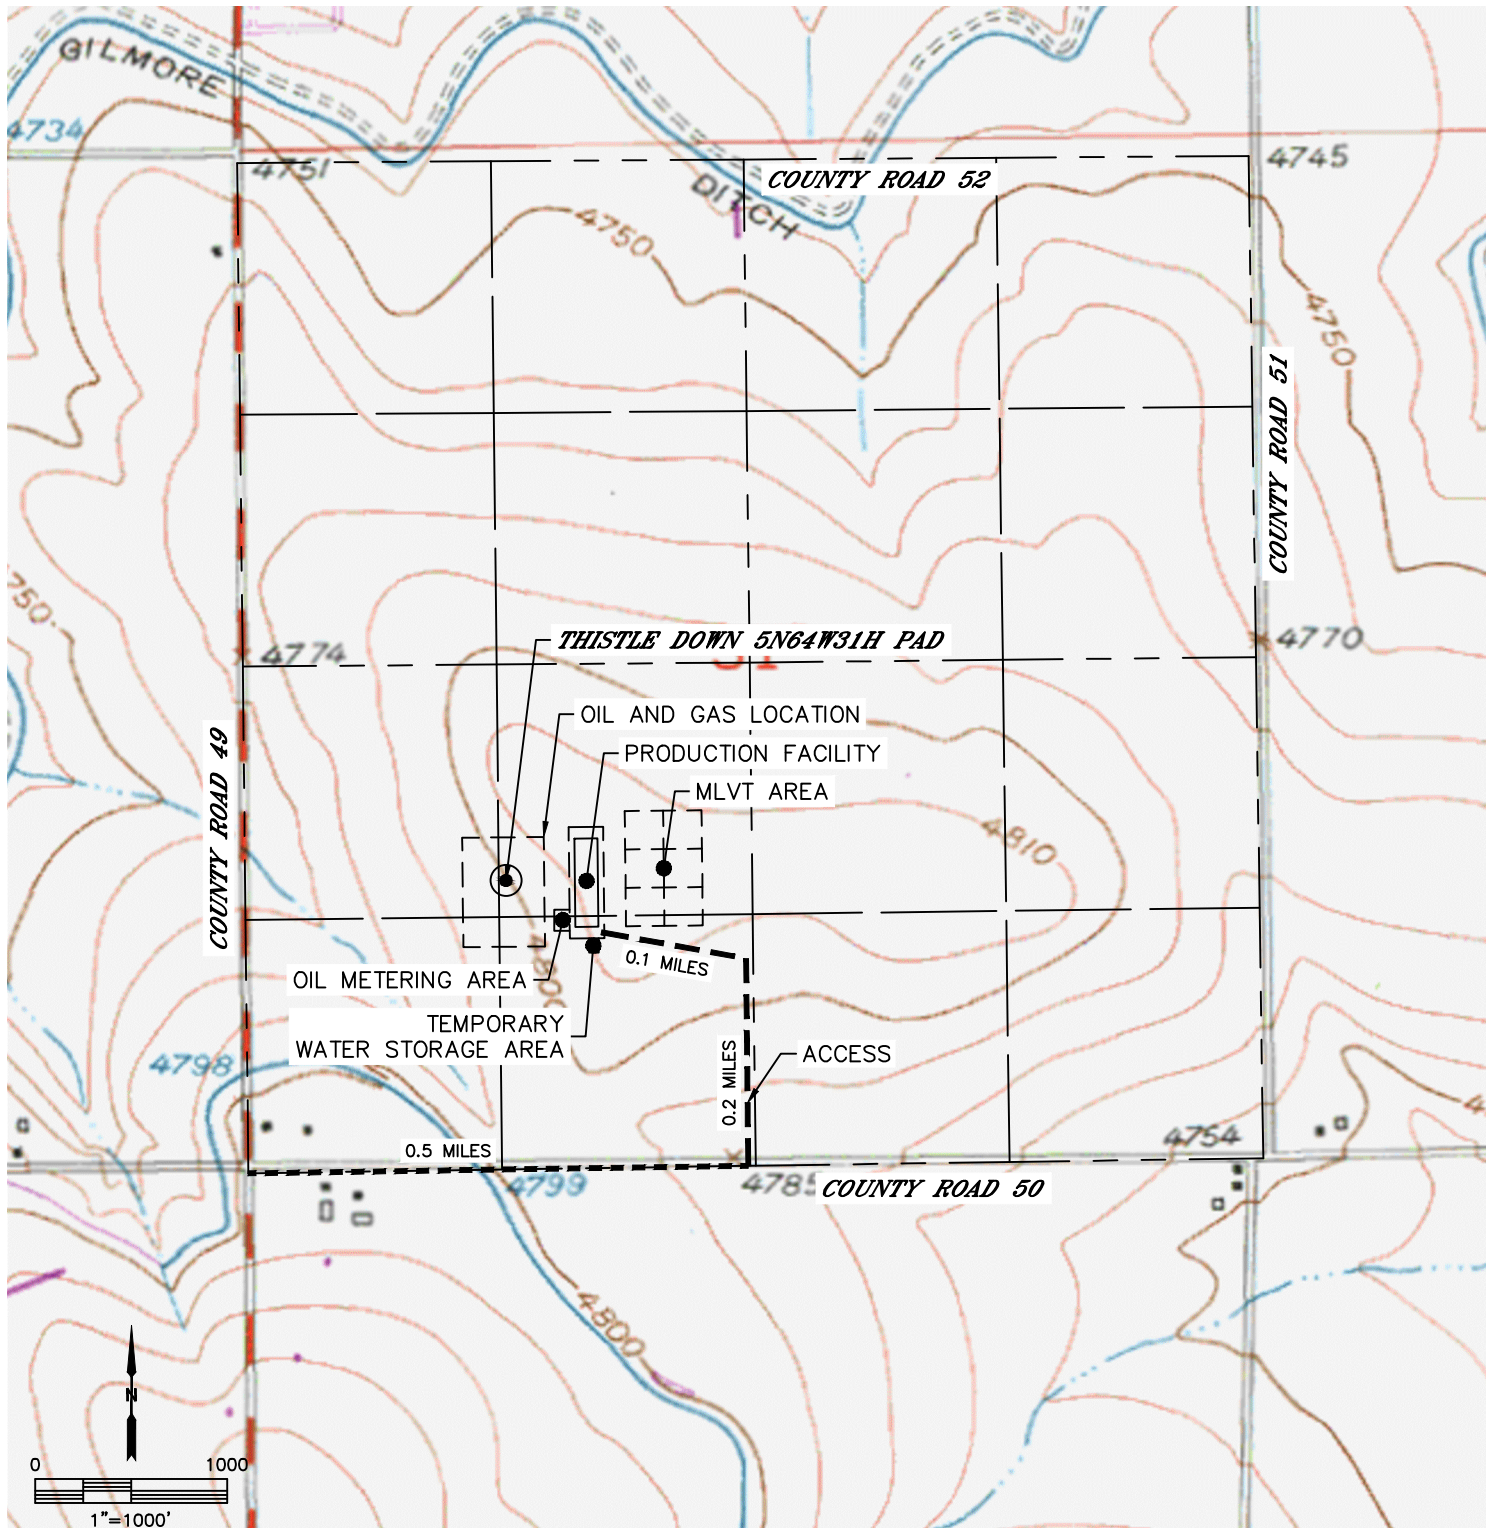 GILMORE
4734
4751
COUNTY ROAD 52
4745
DITCH
4750
4750
COUNTY ROAD 51
750
THISTLE DOWN 5N64W31H PAD
4774
4770
OIL AND GAS LOCATION
PRODUCTION FACILITY
MLVT AREA
COUNTY ROAD 49
4810
0.1 MILES
OIL METERING AREA
4800
TEMPORARY
WATER STORAGE AREA
ACCESS
0.2 MILES
4798
0.5 MILES
4754
4799
4785
COUNTY ROAD 50
4800
N
0 1000
1"=1000'